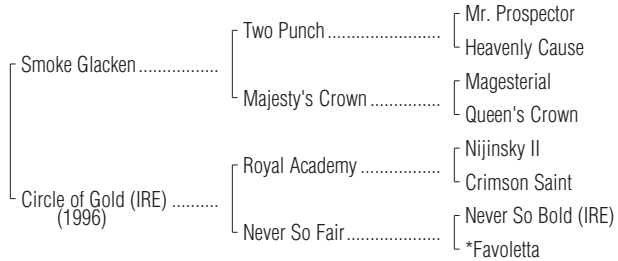 Mr. Prospector
Two Punch ........................
Heavenly Cause
Smoke Glacken .................
Magesterial
Majesty's Crown ...............
Queen's Crown
Nijinsky II
Royal Academy .................
Crimson Saint
Circle of Gold (IRE) ..........
(1996)
Never So Bold (IRE)
Never So Fair ....................
*Favoletta